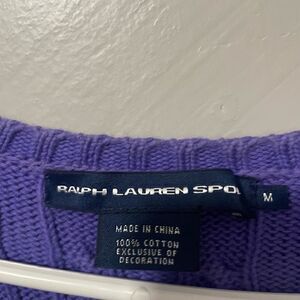 RALPH LAUREN SPO
M
MADE IN CHINA
100% COTTON
EXCLUSIVE OF
DECORATION